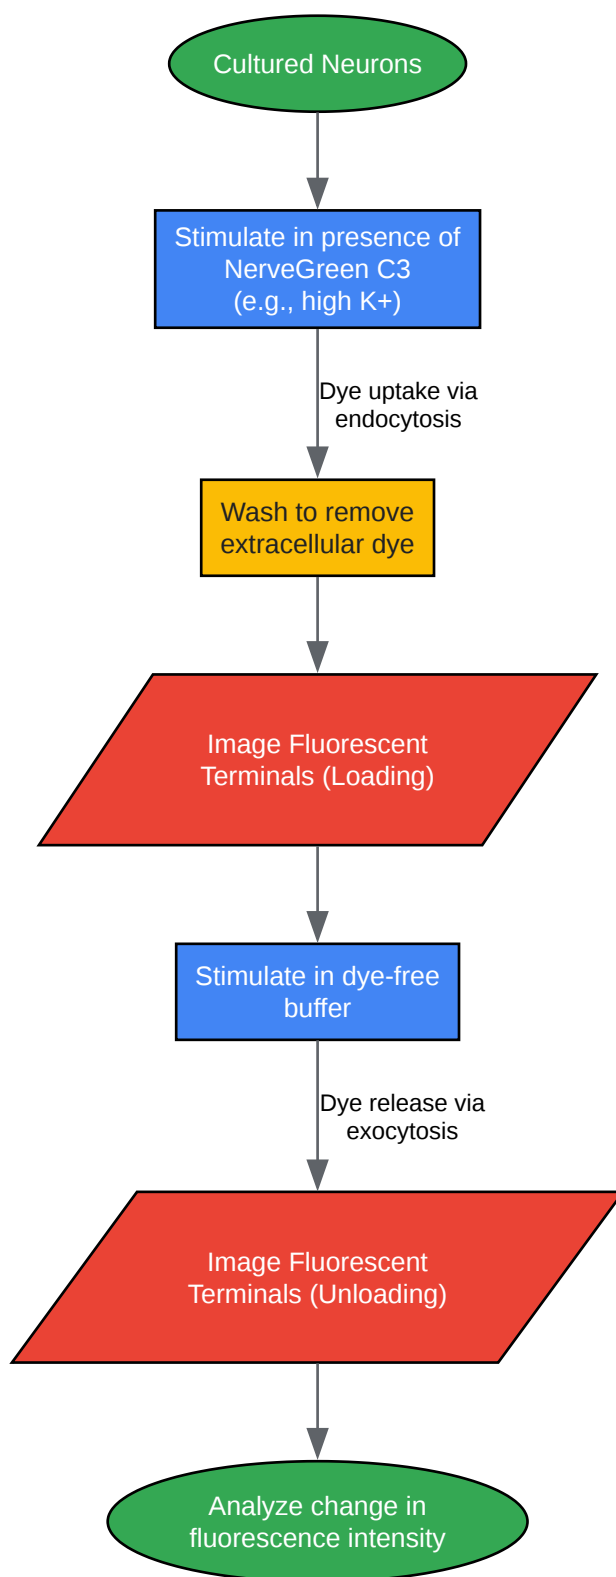 Cultured Neurons
Stimulate in presence of
NerveGreen C3
(e.g., high K+)
Dye uptake via
endocytosis
Wash to remove
extracellular dye
Image Fluorescent
Terminals (Loading)
Stimulate in dye-free
buffer
Dye release via
exocytosis
Image Fluorescent
Terminals (Unloading)
Analyze change in
fluorescence intensity